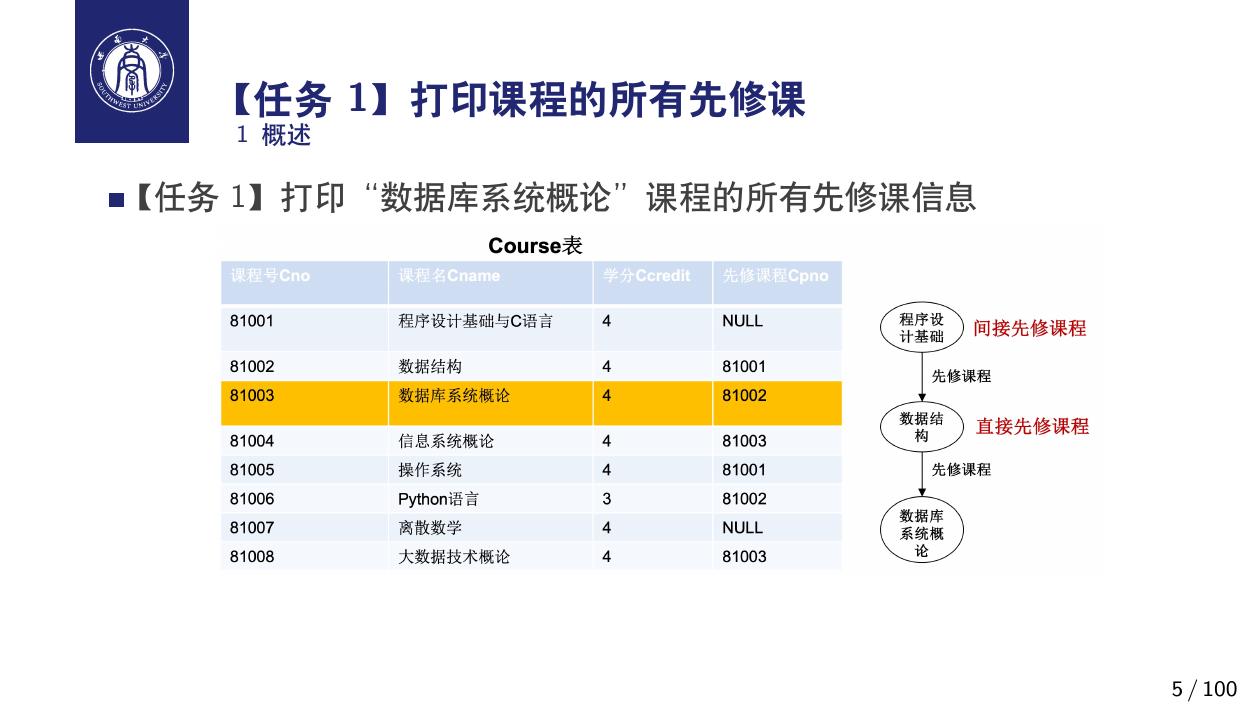 西南大学
SOUTHWEST UNIVERSITY
【任务 1】打印课程的所有先修课
1 概述
【任务 1】打印“数据库系统概论”课程的所有先修课信息
Course表
课程号Cno 课程名Cname 学分Ccredit 先修课程Cpno
81001 程序设计基础与C语言 4 NULL
81002 数据结构 4 81001
81003 数据库系统概论 4 81002
81004 信息系统概论 4 81003
81005 操作系统 4 81001
81006 Python语言 3 81002
81007 离散数学 4 NULL
81008 大数据技术概论 4 81003
程序设
计基础
间接先修课程
先修课程
数据结
构
直接先修课程
先修课程
数据库
系统概
论
5 / 100